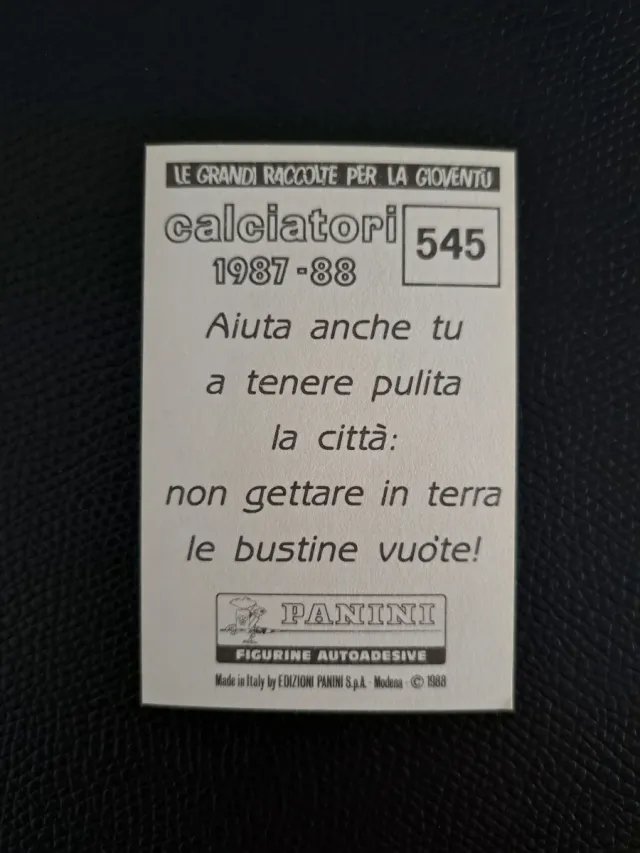 LE GRANDI RACCOLTE PER LA GIOVENTÙ
calciatori
1987-88
545
Aiuta anche tu
a tenere pulita
la città:
non gettare in terra
le bustine vuote!
PANINI
FIGURINE AUTOADESIVE
Made in Italy by EDIZIONI PANINI S.p.A. - Modena - © 1988